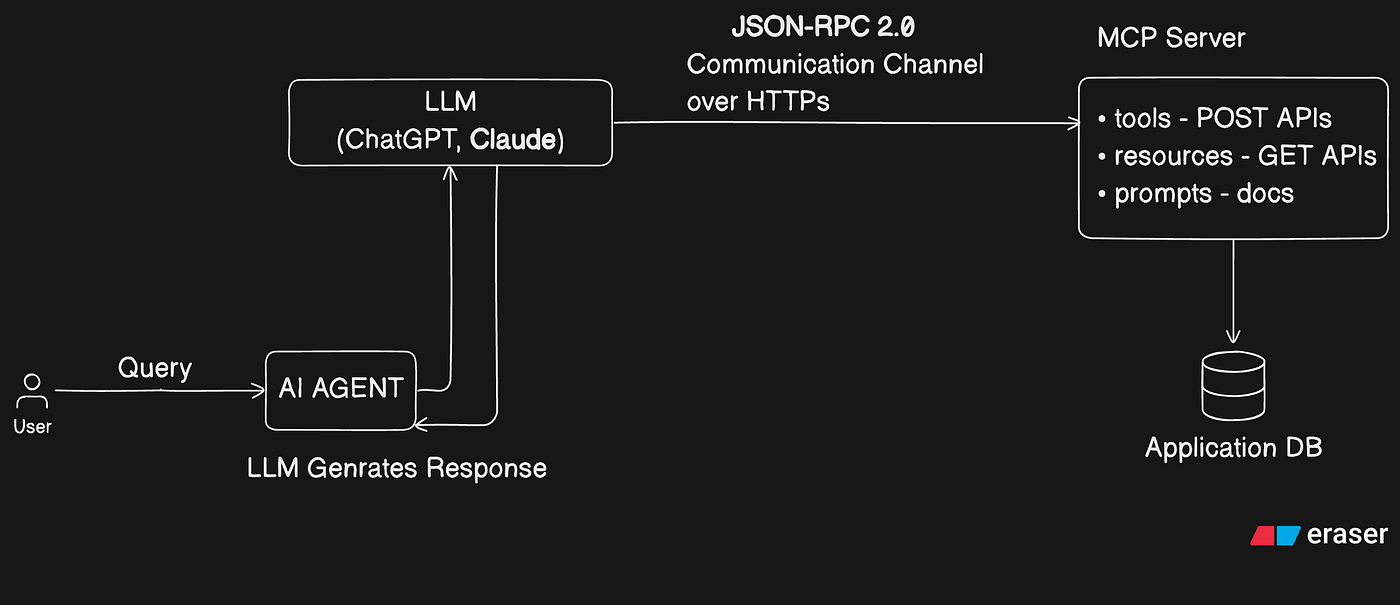 JSON-RPC 2.0
Communication Channel
over HTTPs
MCP Server
LLM
(ChatGPT, Claude)
• tools - POST APIs
• resources - GET APIs
• prompts - docs
Query
AI AGENT
User
LLM Genrates Response
Application DB
eraser